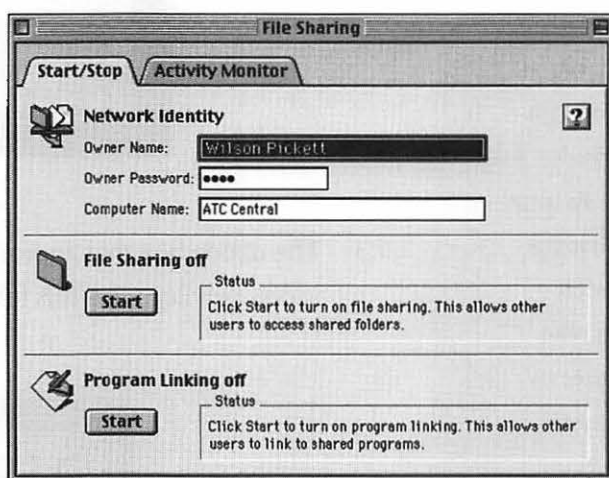 File Sharing
Start/Stop Activity Monitor
Network Identity
?
Owner Name: Wilson Pickett
Owner Password: ••••
Computer Name: ATC Central
File Sharing off
Status
Start
Click Start to turn on file sharing. This allows other
users to access shared folders.
Program Linking off
Status
Start
Click Start to turn on program linking. This allows other
users to link to shared programs.